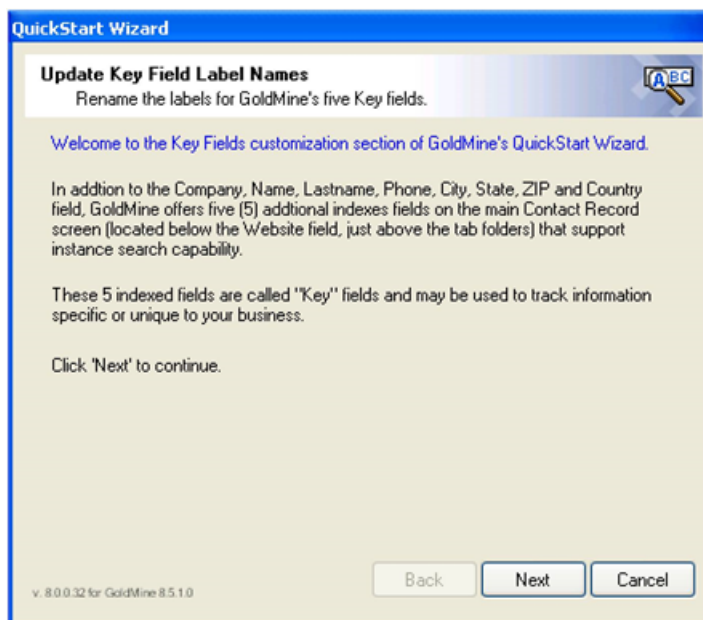 QuickStart Wizard
Update Key Field Label Names
Rename the labels for GoldMine's five Key fields.
ABC
Welcome to the Key Fields customization section of GoldMine's QuickStart Wizard.
In addtion to the Company, Name, Lastname, Phone, City, State, ZIP and Country
field, GoldMine offers five (5) addtional indexes fields on the main Contact Record
screen (located below the Website field, just above the tab folders) that support
instance search capability.
These 5 indexed fields are called "Key" fields and may be used to track information
specific or unique to your business.
Click 'Next' to continue.
v. 8.0.0.32 for GoldMine 8.5.1.0
Back
Next
Cancel